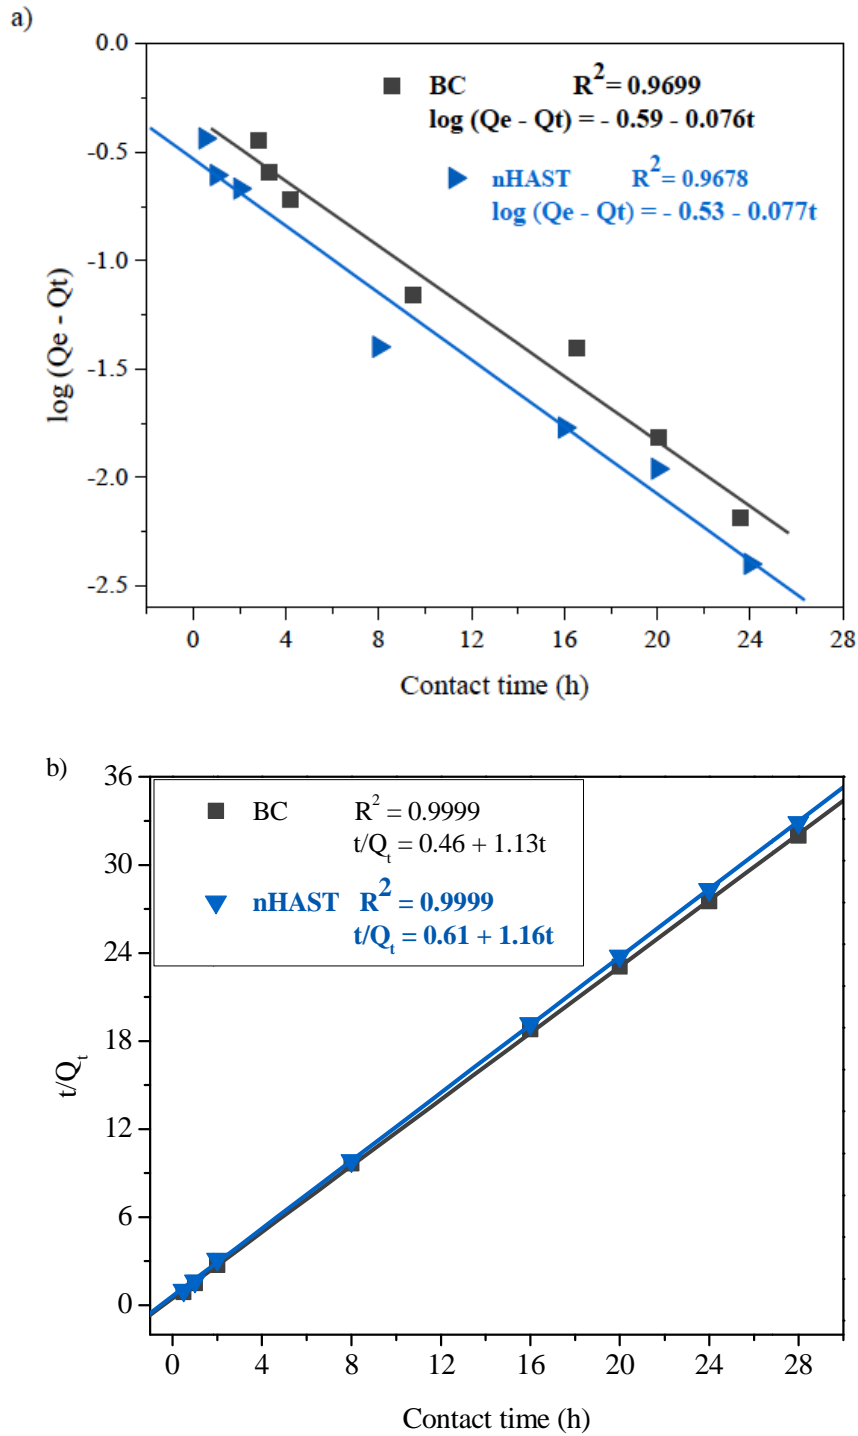 a)
BC R2 = 0.9699
log (Qe - Qt) = - 0.59 - 0.076t
nHAST R2 = 0.9678
log (Qe - Qt) = - 0.53 - 0.077t
0.0
-0.5
-1.0
-1.5
-2.0
-2.5
log (Qe - Qt)
0 4 8 12 16 20 24 28
Contact time (h)
b)
BC R2 = 0.9999
t/Qt = 0.46 + 1.13t
nHAST R2 = 0.9999
t/Qt = 0.61 + 1.16t
36
30
24
18
12
6
0
t/Qt
0 4 8 12 16 20 24 28
Contact time (h)